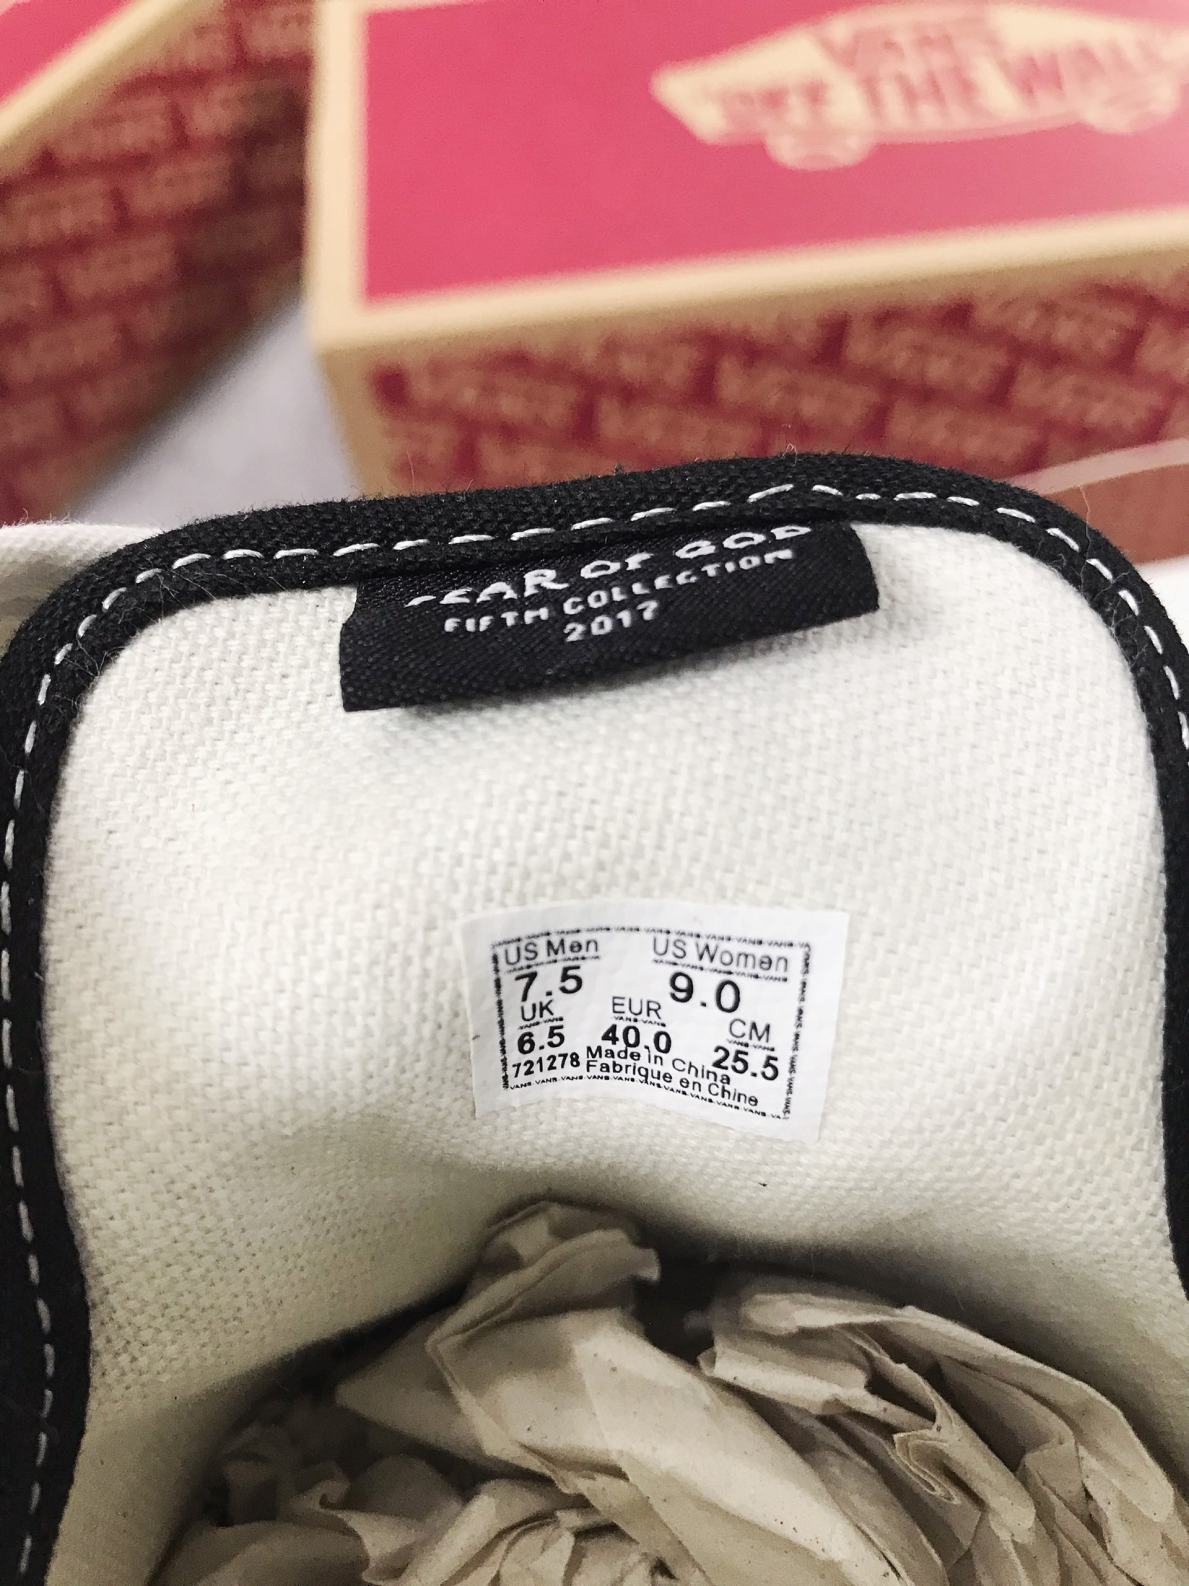 VANS
"OFF THE WALL"
FEAR OF GOD
FIFTH COLLECTION
2017
US Men US Women
7.5 9.0
UK EUR CM
6.5 40.0 25.5
721278 Made in China
Fabrique en Chine